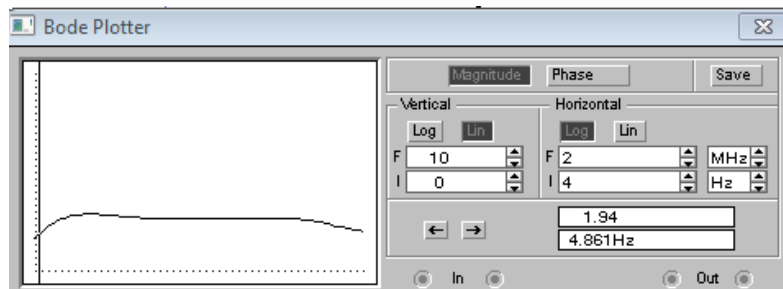 Bode Plotter
Magnitude Phase Save
Vertical Horizontal
Log Lin Log Lin
F 10 F 2 MHz
I 0 I 4 Hz
← → 1.94
4.861Hz
In Out